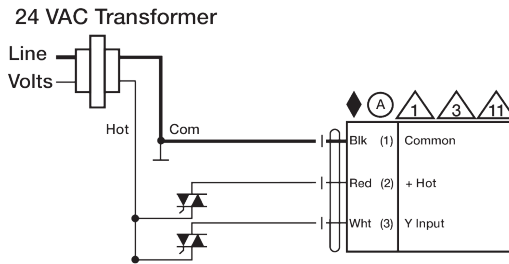 24 VAC Transformer
Line
Volts
Hot
Com
A
1
3
11
Blk (1) Common
Red (2) + Hot
Wht (3) Y Input